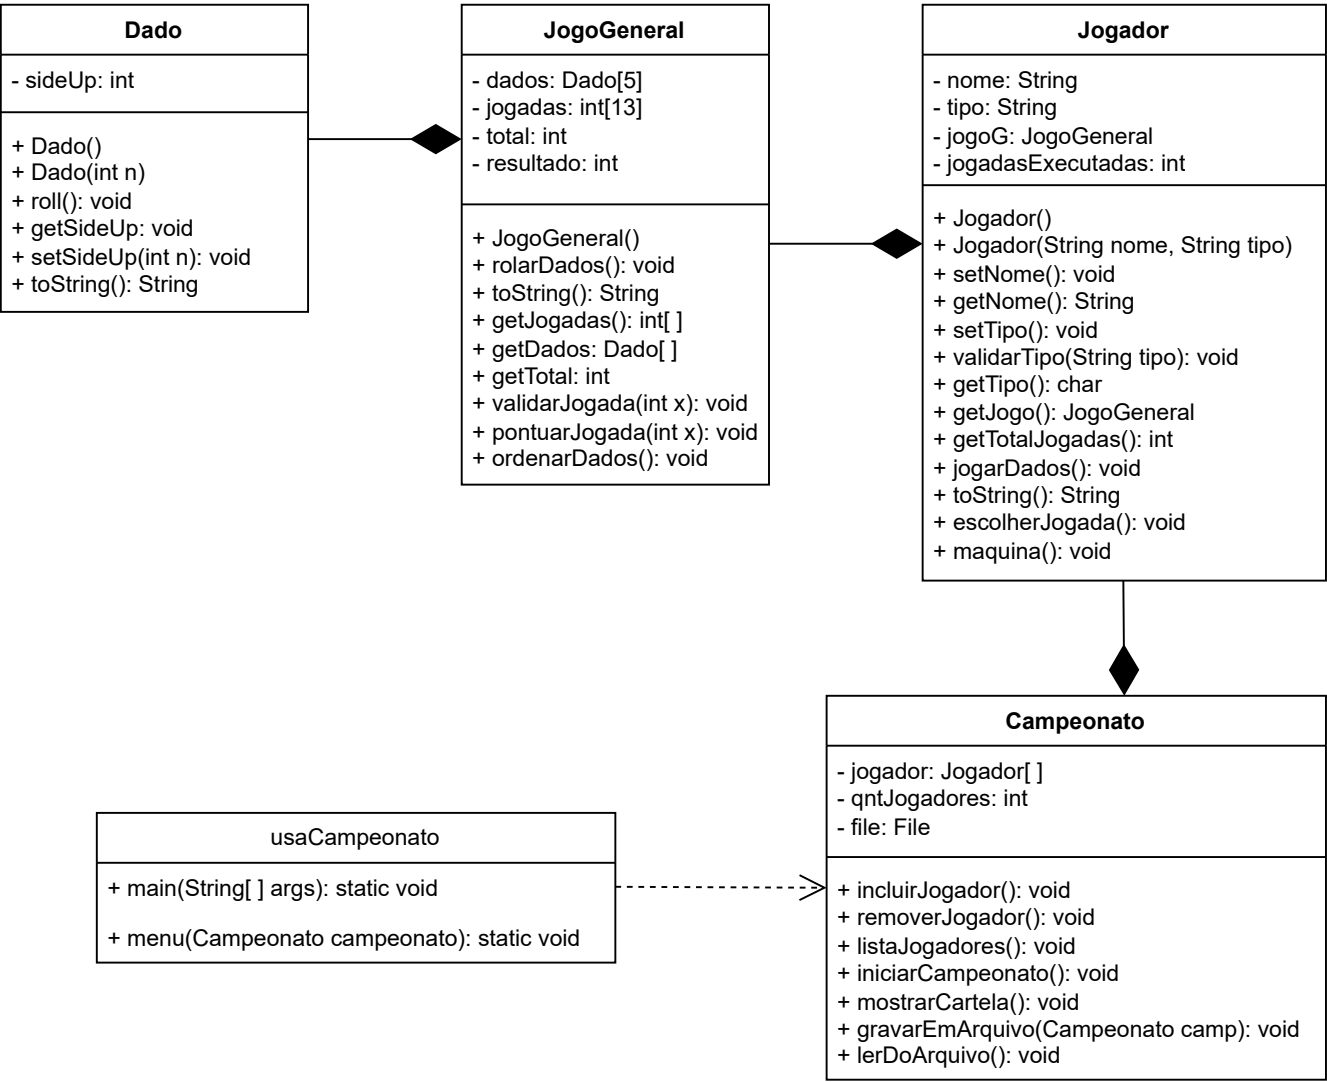 Dado
- sideUp: int
+ Dado()
+ Dado(int n)
+ roll(): void
+ getSideUp: void
+ setSideUp(int n): void
+ toString(): String
JogoGeneral
- dados: Dado[5]
- jogadas: int[13]
- total: int
- resultado: int
+ JogoGeneral()
+ rolarDados(): void
+ toString(): String
+ getJogadas(): int[ ]
+ getDados: Dado[ ]
+ getTotal: int
+ validarJogada(int x): void
+ pontuarJogada(int x): void
+ ordenarDados(): void
Jogador
- nome: String
- tipo: String
- jogoG: JogoGeneral
- jogadasExecutadas: int
+ Jogador()
+ Jogador(String nome, String tipo)
+ setNome(): void
+ getNome(): String
+ setTipo(): void
+ validarTipo(String tipo): void
+ getTipo(): char
+ getJogo(): JogoGeneral
+ getTotalJogadas(): int
+ jogarDados(): void
+ toString(): String
+ escolherJogada(): void
+ maquina(): void
usaCampeonato
+ main(String[ ] args): static void
+ menu(Campeonato campeonato): static void
Campeonato
- jogador: Jogador[ ]
- qntJogadores: int
- file: File
+ incluirJogador(): void
+ removerJogador(): void
+ listaJogadores(): void
+ iniciarCampeonato(): void
+ mostrarCartela(): void
+ gravarEmArquivo(Campeonato camp): void
+ lerDoArquivo(): void